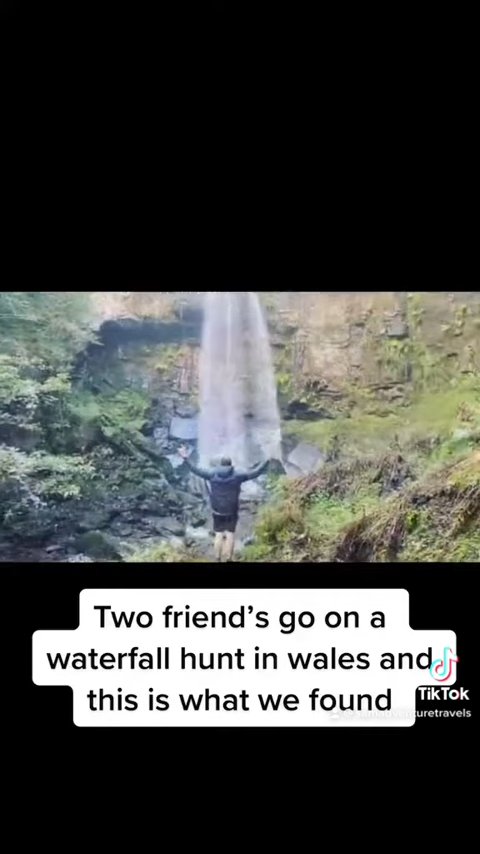 Two friend's go on a
waterfall hunt in wales and
this is what we found
TikTok